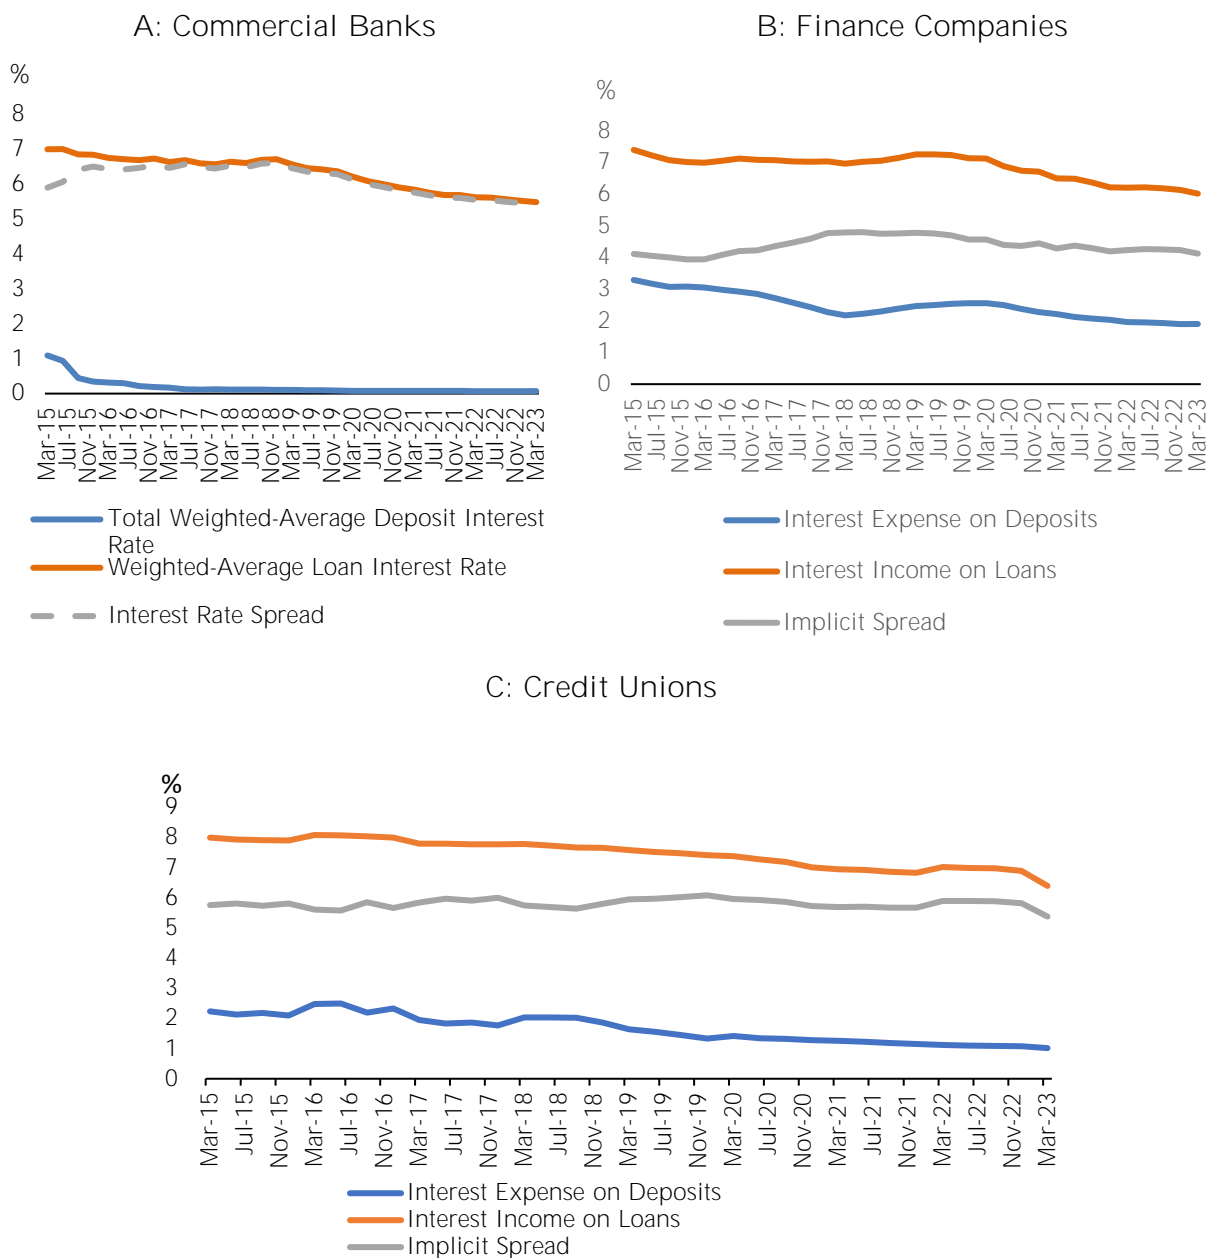 A: Commercial Banks
%
8
7
6
5
4
3
2
1
0
Mar-15
Jul-15
Nov-15
Mar-16
Jul-16
Nov-16
Mar-17
Jul-17
Nov-17
Mar-18
Jul-18
Nov-18
Mar-19
Jul-19
Nov-19
Mar-20
Jul-20
Nov-20
Mar-21
Jul-21
Nov-21
Mar-22
Jul-22
Nov-22
Mar-23
Total Weighted-Average Deposit Interest
Rate
Weighted-Average Loan Interest Rate
Interest Rate Spread
B: Finance Companies
%
8
7
6
5
4
3
2
1
0
Mar-15
Jul-15
Nov-15
Mar-16
Jul-16
Nov-16
Mar-17
Jul-17
Nov-17
Mar-18
Jul-18
Nov-18
Mar-19
Jul-19
Nov-19
Mar-20
Jul-20
Nov-20
Mar-21
Jul-21
Nov-21
Mar-22
Jul-22
Nov-22
Mar-23
Interest Expense on Deposits
Interest Income on Loans
Implicit Spread
C: Credit Unions
%
9
8
7
6
5
4
3
2
1
0
Mar-15
Jul-15
Nov-15
Mar-16
Jul-16
Nov-16
Mar-17
Jul-17
Nov-17
Mar-18
Jul-18
Nov-18
Mar-19
Jul-19
Nov-19
Mar-20
Jul-20
Nov-20
Mar-21
Jul-21
Nov-21
Mar-22
Jul-22
Nov-22
Mar-23
Interest Expense on Deposits
Interest Income on Loans
Implicit Spread